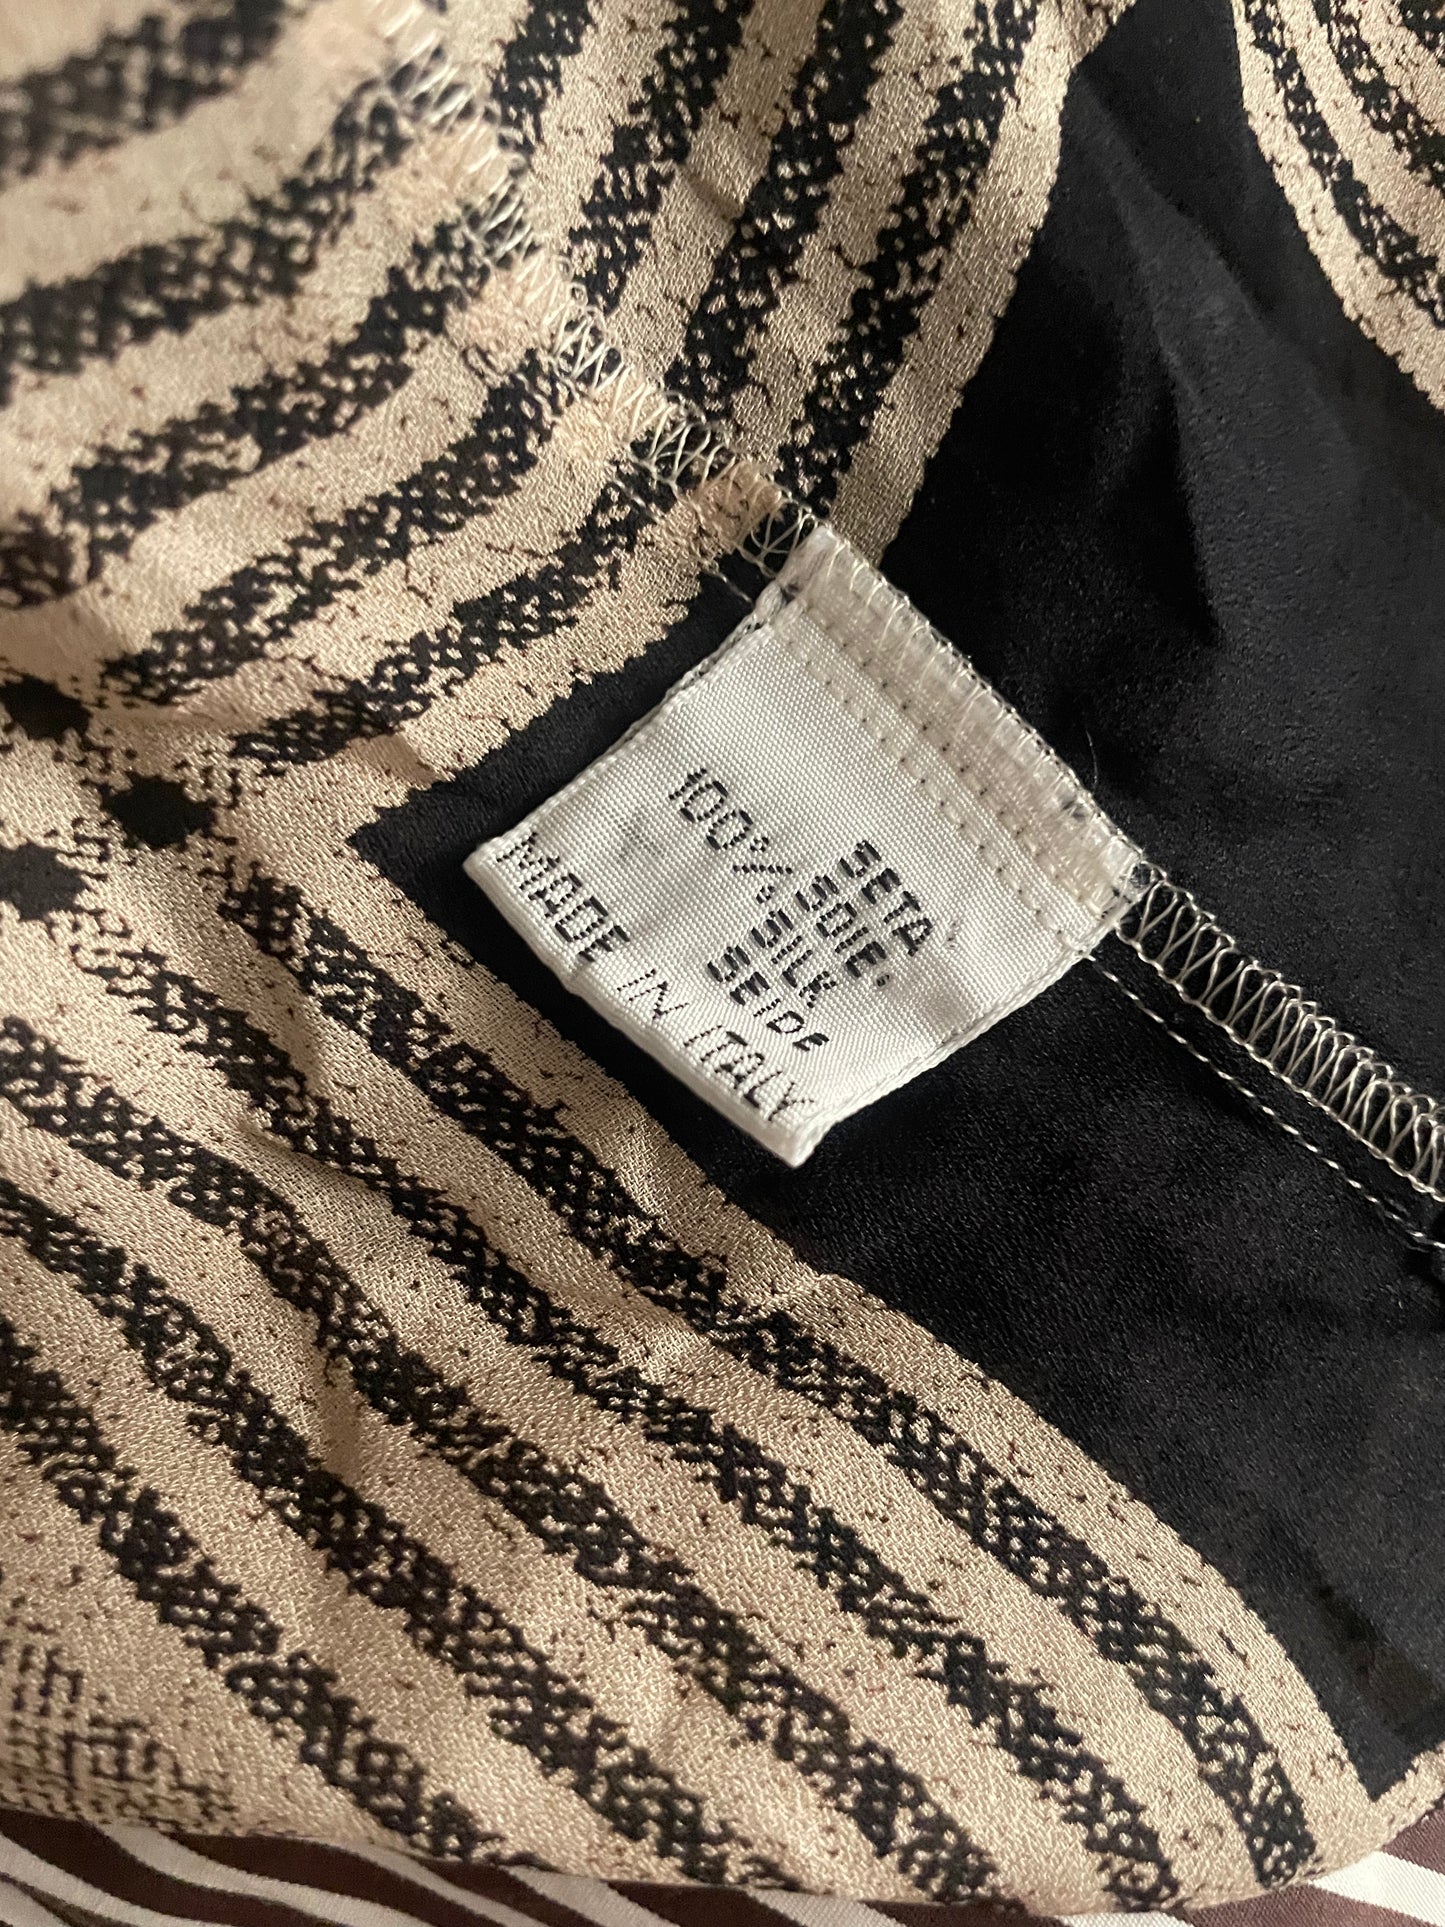 SETA
SOIE
100% SILK
SEIDE
MADE IN ITALY